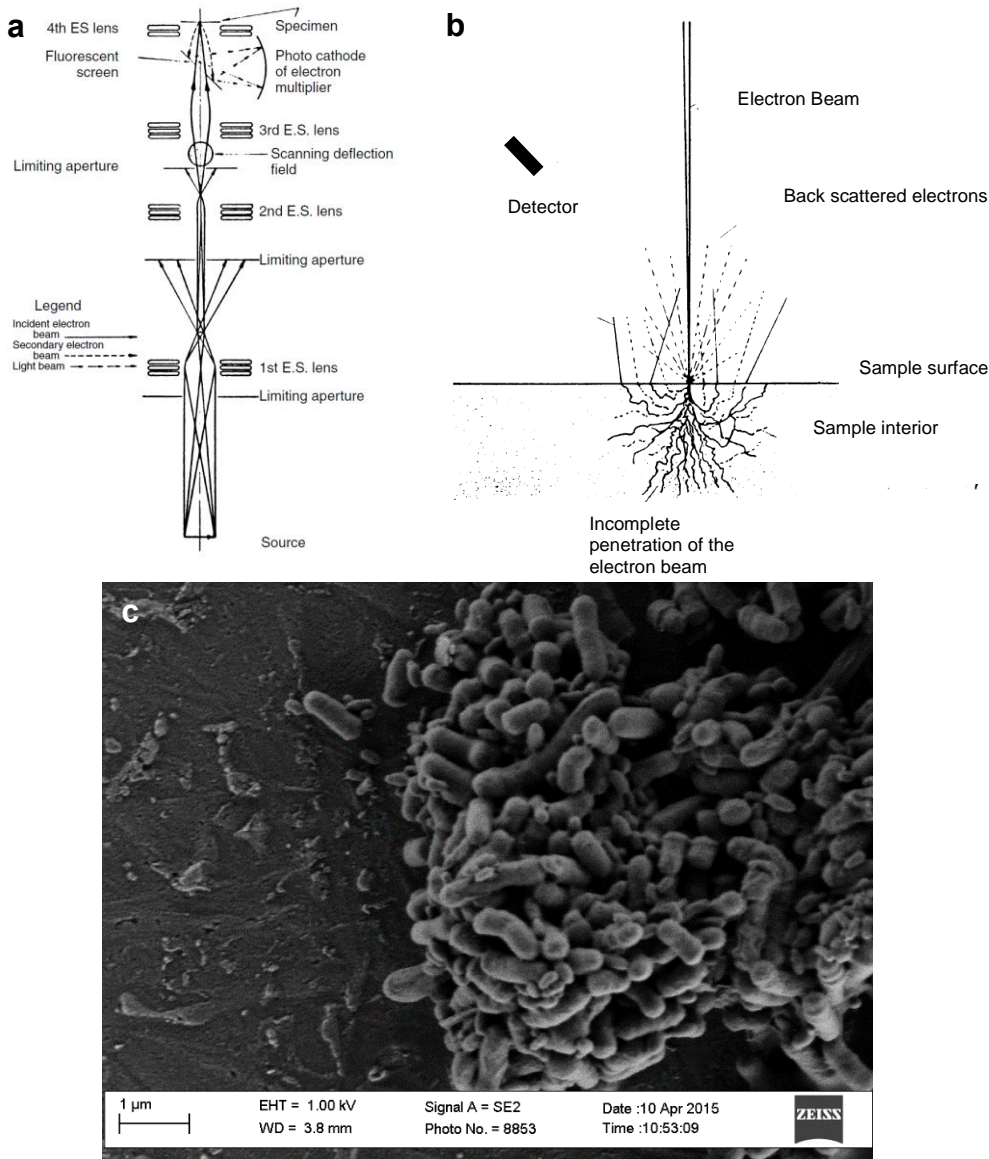 a
4th ES lens
Specimen
Fluorescent
screen
Photo cathode
of electron
multiplier
3rd E.S. lens
Scanning deflection
field
Limiting aperture
2nd E.S. lens
Limiting aperture
Legend
Incident electron
beam
Secondary electron
beam
Light beam
1st E.S. lens
Limiting aperture
Source
b
Electron Beam
Detector
Back scattered electrons
Sample surface
Sample interior
Incomplete
penetration of the
electron beam
c
1 µm
EHT = 1.00 kV
Signal A = SE2
Date :10 Apr 2015
WD = 3.8 mm
Photo No. = 8853
Time :10:53:09
ZEISS